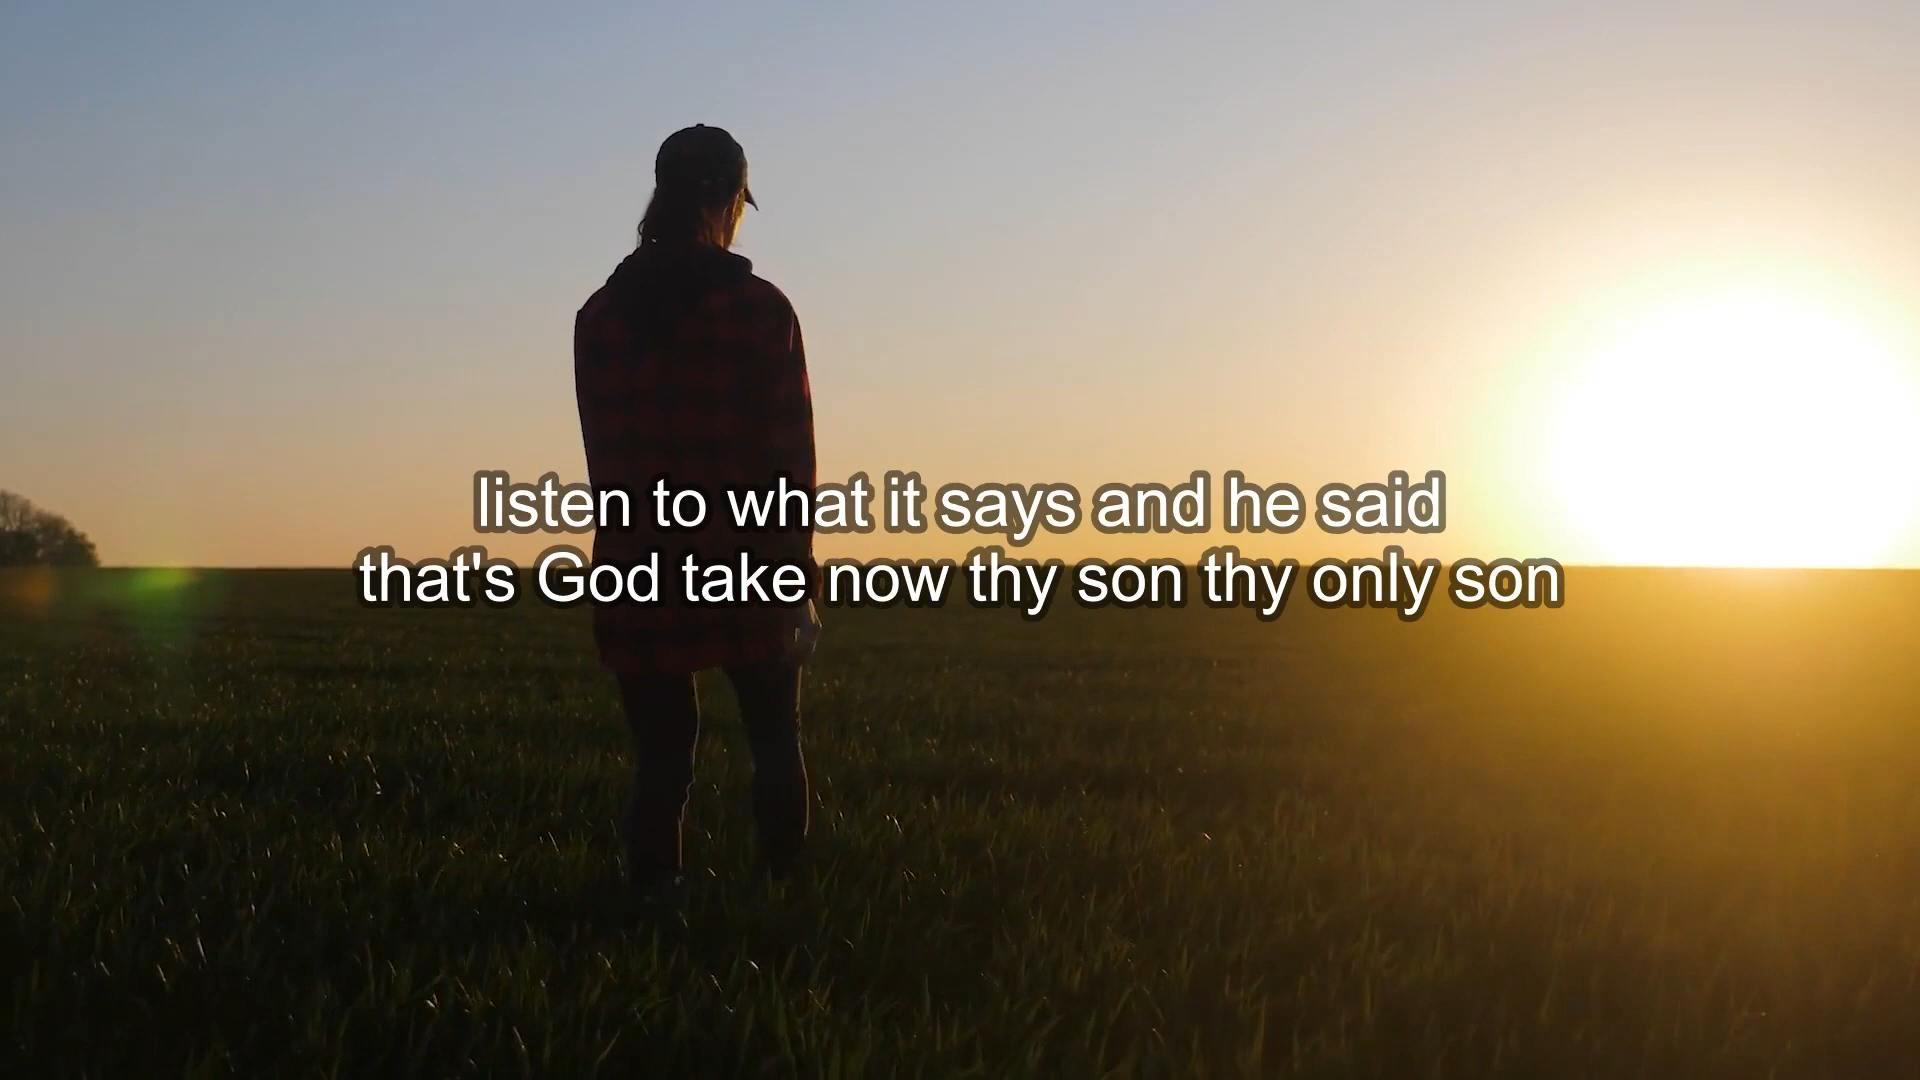 listen to what it says and he said
that's God take now thy son thy only son